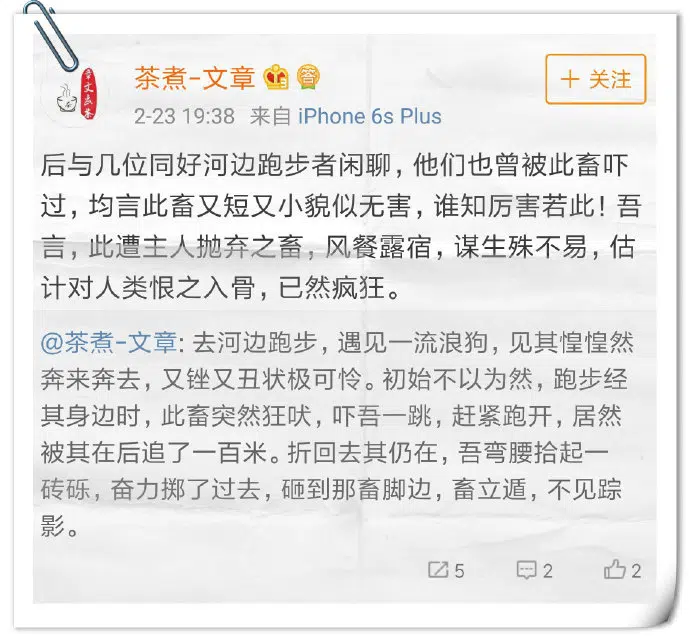 茶煮-文章
2-23 19:38 来自 iPhone 6s Plus
+ 关注
后与几位同好河边跑步者闲聊，他们也曾被此畜吓
过，均言此畜又短又小貌似无害，谁知厉害若此！吾
言，此遭主人抛弃之畜，风餐露宿，谋生殊不易，估
计对人类恨之入骨，已然疯狂。
@茶煮-文章: 去河边跑步，遇见一流浪狗，见其惶惶然
奔来奔去，又锉又丑状极可怜。初始不以为然，跑步经
其身边时，此畜突然狂吠，吓吾一跳，赶紧跑开，居然
被其在后追了一百米。折回去其仍在，吾弯腰拾起一
砖砾，奋力掷了过去，砸到那畜脚边，畜立遁，不见踪
影。
5 2 2